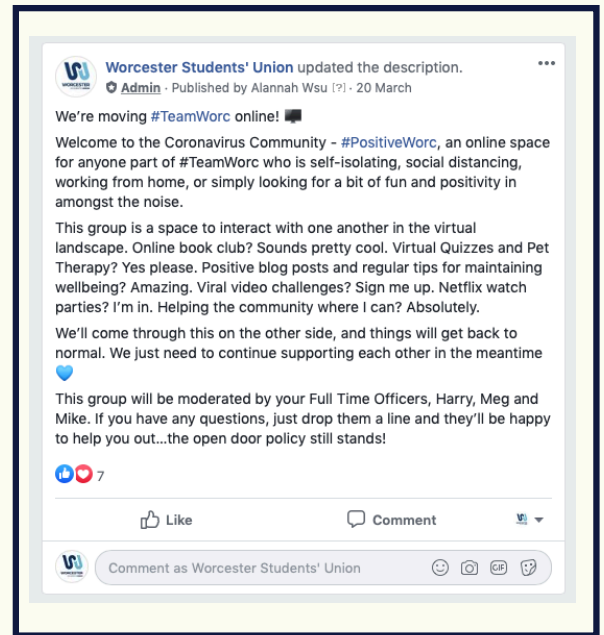 Worcester Students' Union updated the description.
Admin · Published by Alannah Wsu [?] · 20 March
We're moving #TeamWorc online! 🖥️
Welcome to the Coronavirus Community - #PositiveWorc, an online space
for anyone part of #TeamWorc who is self-isolating, social distancing,
working from home, or simply looking for a bit of fun and positivity in
amongst the noise.
This group is a space to interact with one another in the virtual
landscape. Online book club? Sounds pretty cool. Virtual Quizzes and Pet
Therapy? Yes please. Positive blog posts and regular tips for maintaining
wellbeing? Amazing. Viral video challenges? Sign me up. Netflix watch
parties? I'm in. Helping the community where I can? Absolutely.
We'll come through this on the other side, and things will get back to
normal. We just need to continue supporting each other in the meantime
💙
This group will be moderated by your Full Time Officers, Harry, Meg and
Mike. If you have any questions, just drop them a line and they'll be happy
to help you out...the open door policy still stands!
7
Like
Comment
Comment as Worcester Students' Union
GIF